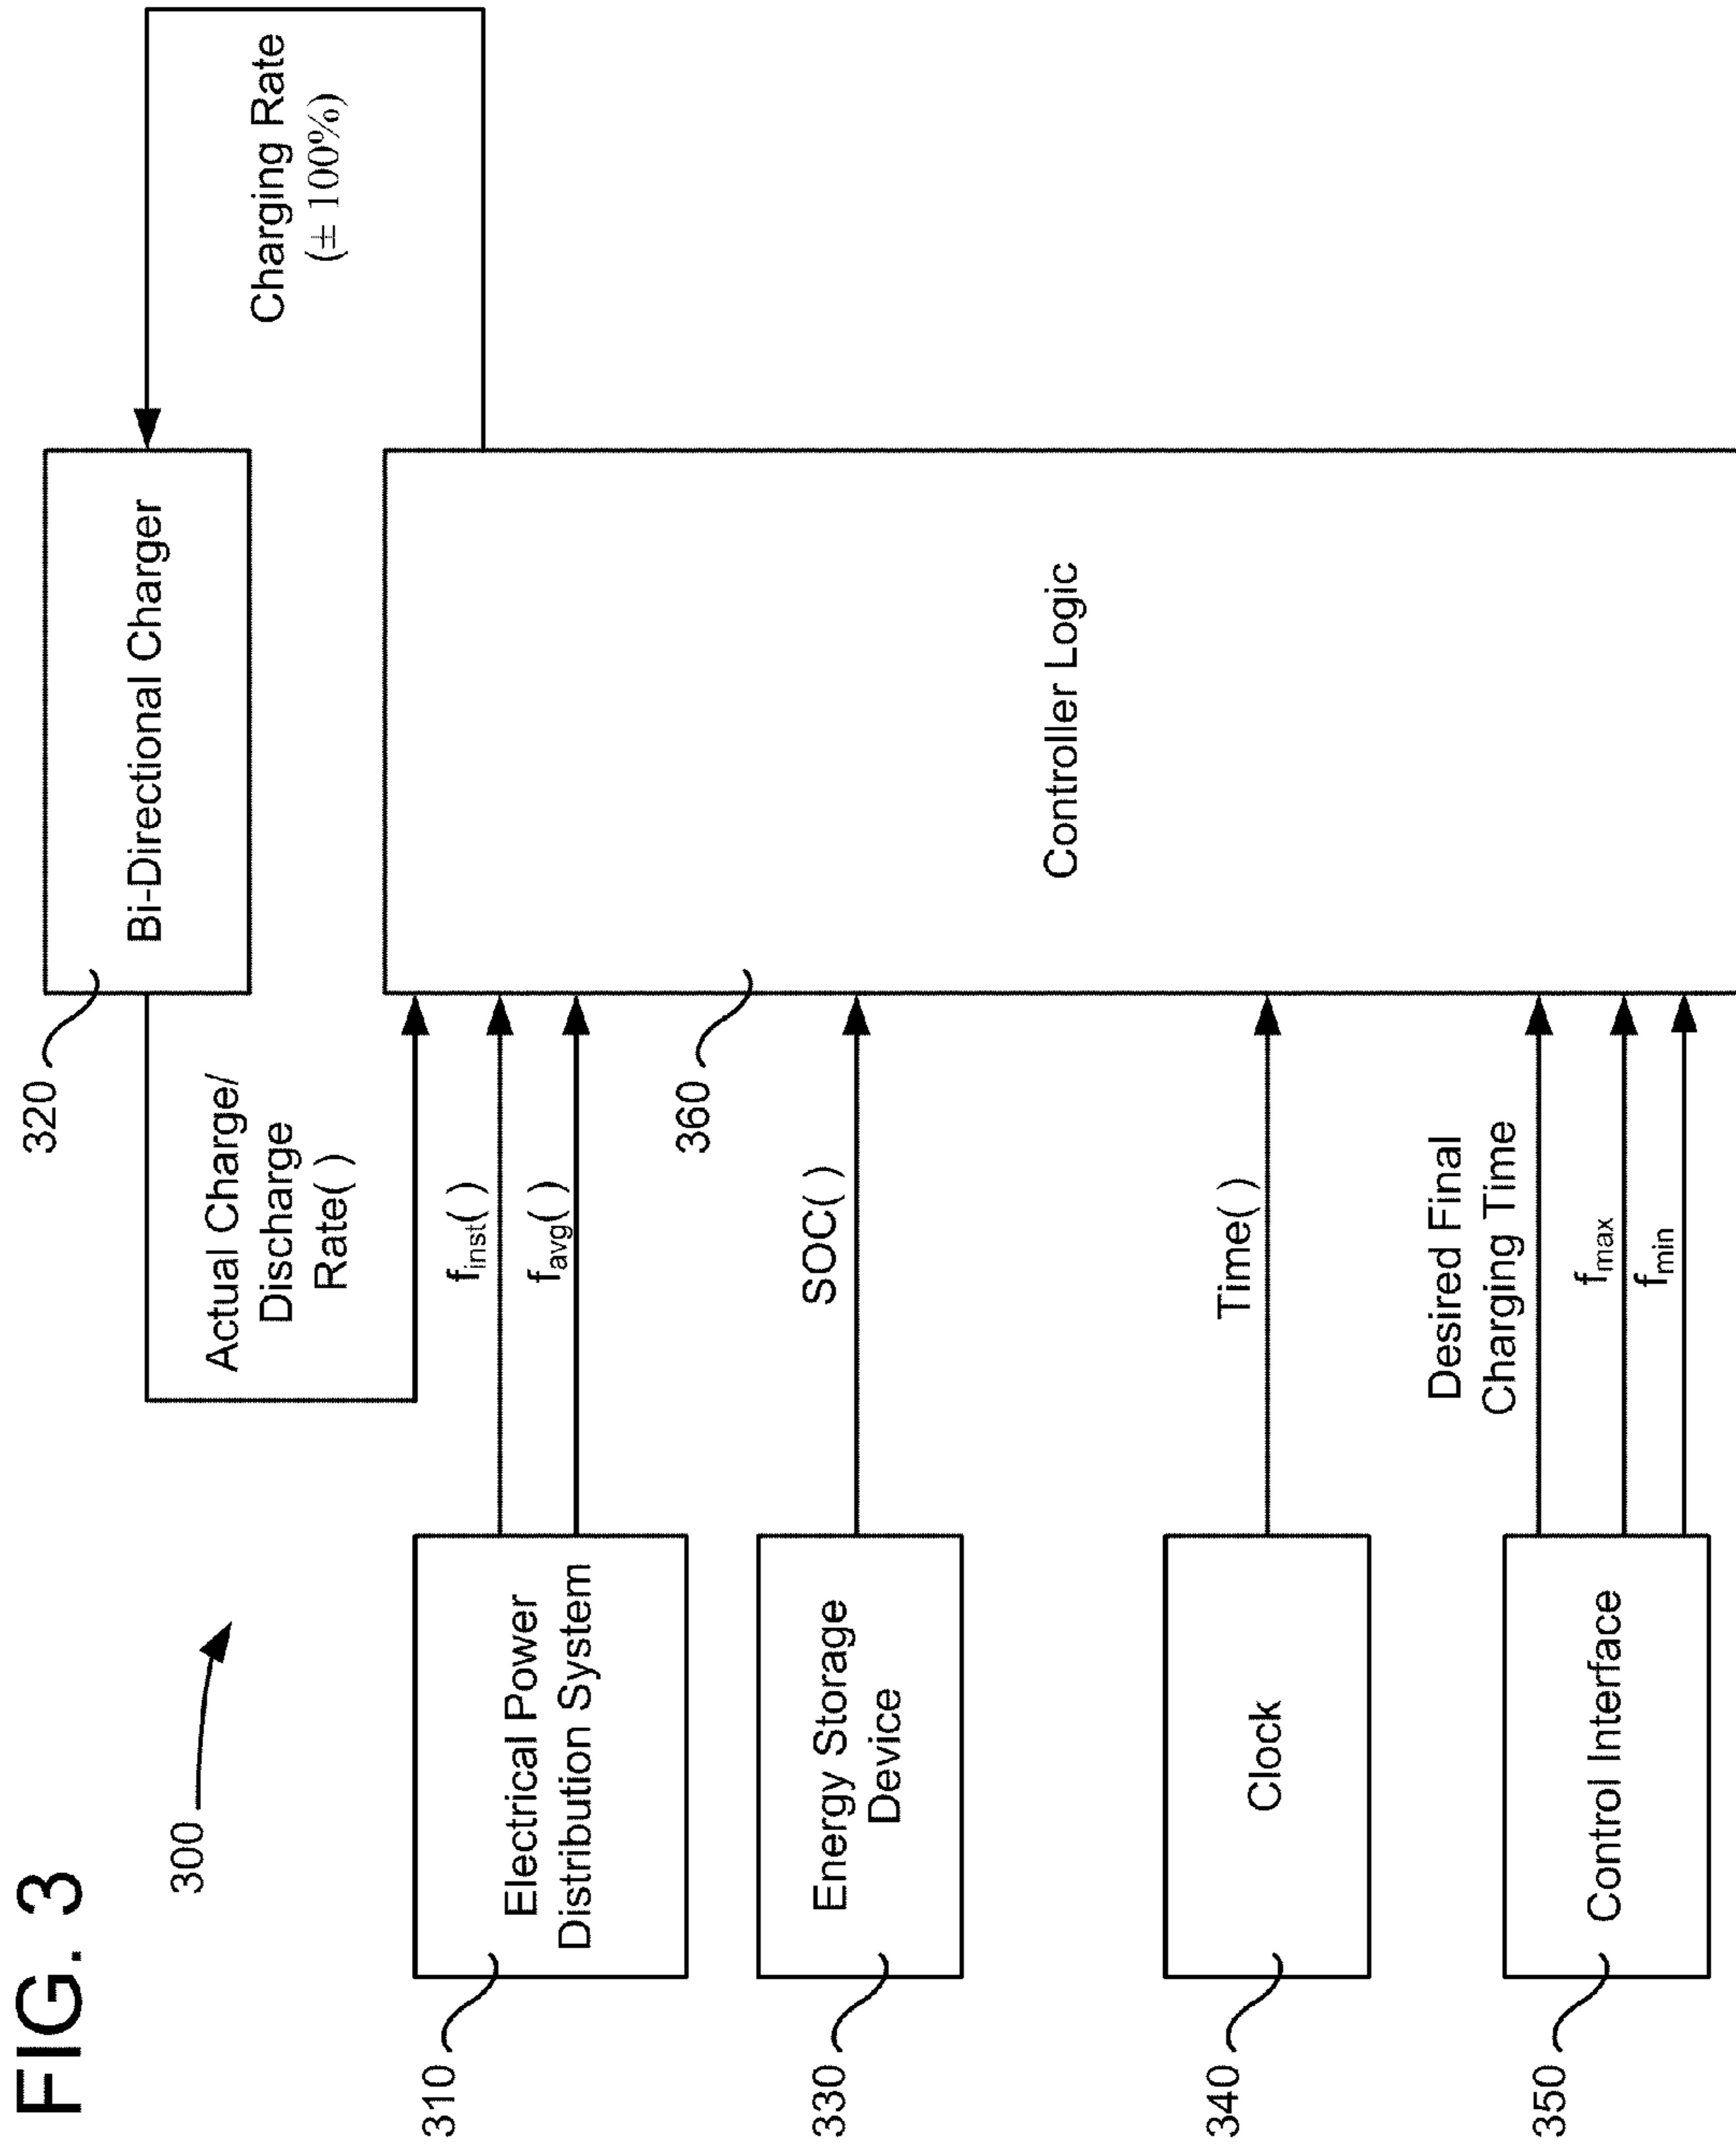 FIG. 3
300
320
Bi-Directional Charger
Charging Rate
(± 100%)
Actual Charge/
Discharge
Rate( )
310
Electrical Power
Distribution System
finst( )
favg( )
360
Controller Logic
330
Energy Storage
Device
SOC( )
340
Clock
Time( )
350
Control Interface
Desired Final
Charging Time
fmax
fmin